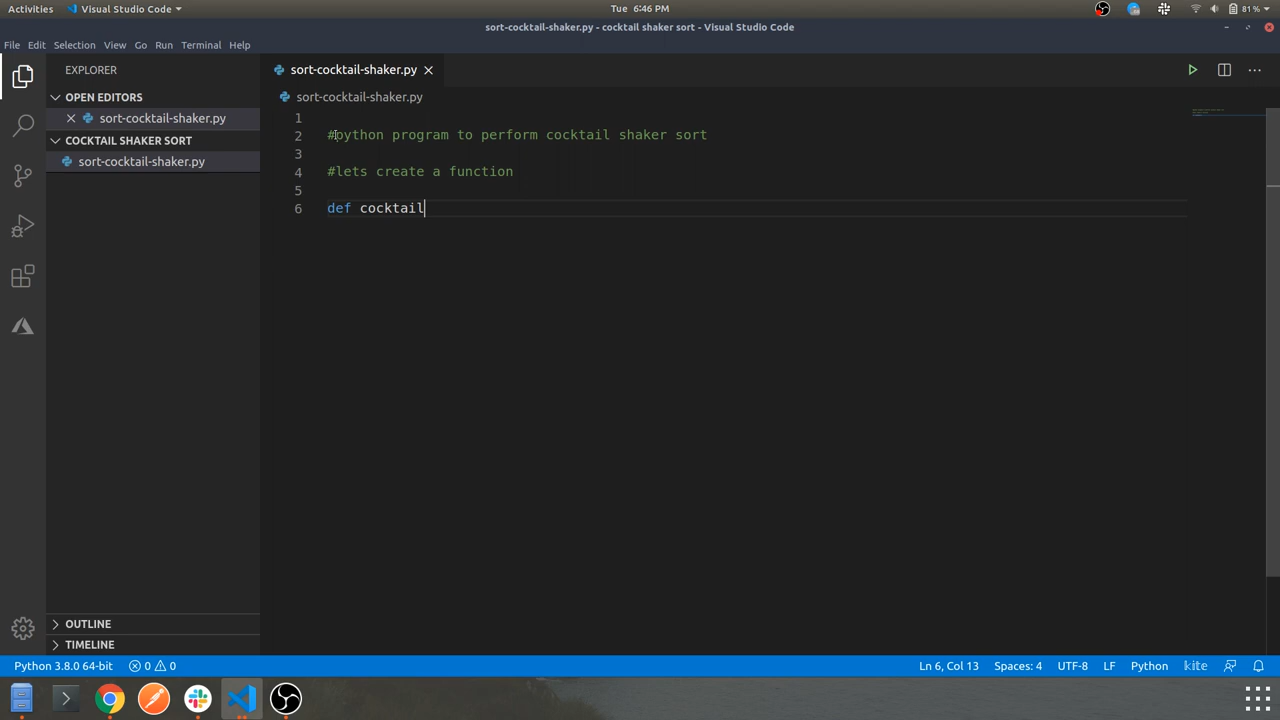 Activities Visual Studio Code Tue 6:46 PM 81%
sort-cocktail-shaker.py - cocktail shaker sort - Visual Studio Code
File Edit Selection View Go Run Terminal Help
EXPLORER
OPEN EDITORS
sort-cocktail-shaker.py
COCKTAIL SHAKER SORT
sort-cocktail-shaker.py
OUTLINE
TIMELINE
sort-cocktail-shaker.py
sort-cocktail-shaker.py
1
2 #python program to perform cocktail shaker sort
3
4 #lets create a function
5
6 def cocktail
Python 3.8.0 64-bit 0 0 Ln 6, Col 13 Spaces: 4 UTF-8 LF Python kite